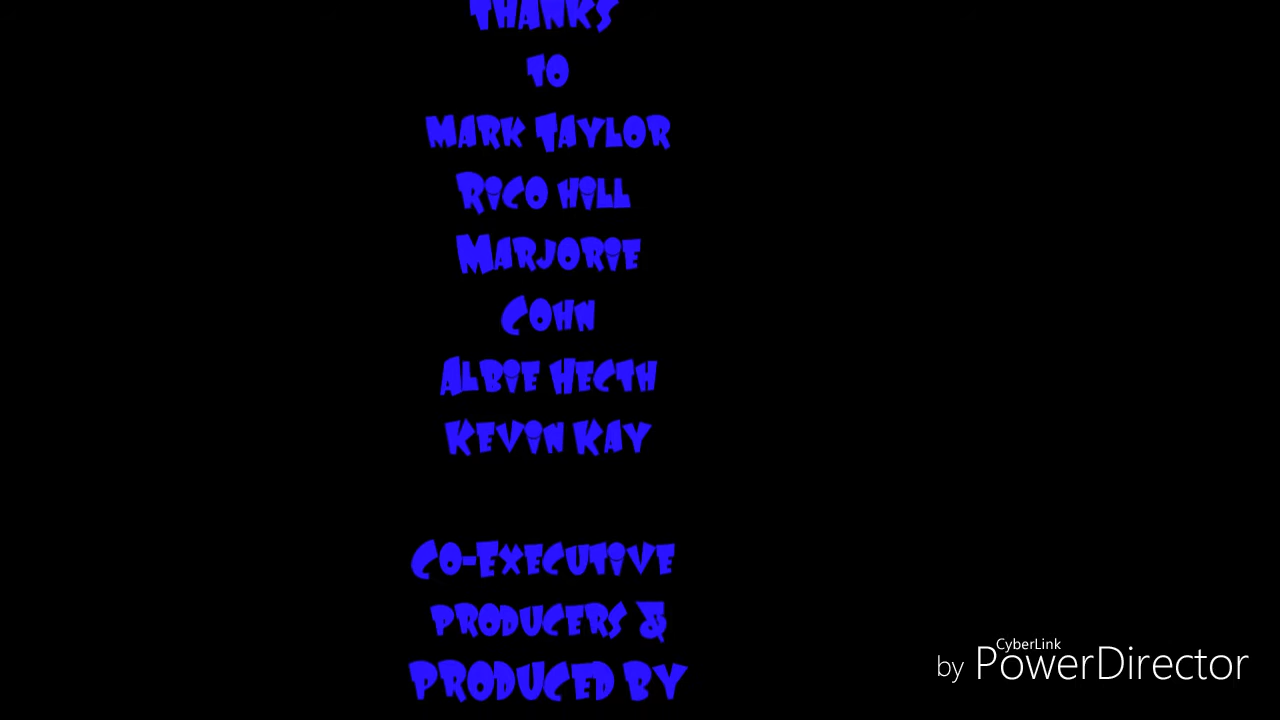 THANKS
TO
MARK TAYLOR
RICO HILL
MARJORIE
COHN
ALBIE HECTH
KEVIN KAY
CO-EXECUTIVE
PRODUCERS &
PRODUCED BY
by CyberLink PowerDirector